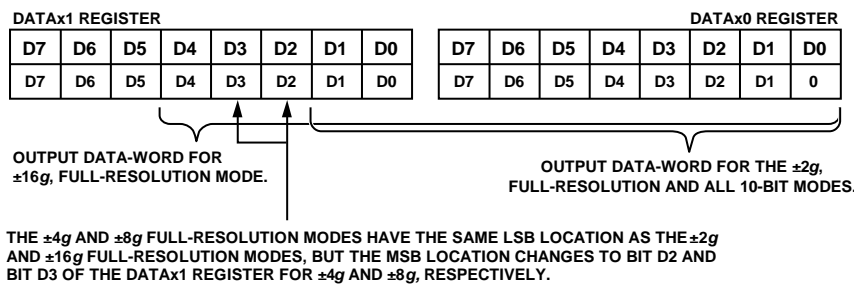 DATAx1 REGISTER DATAx0 REGISTER
D7 D6 D5 D4 D3 D2 D1 D0 D7 D6 D5 D4 D3 D2 D1 D0
D7 D6 D5 D4 D3 D2 D1 D0 D7 D6 D5 D4 D3 D2 D1 0
OUTPUT DATA-WORD FOR
±16g, FULL-RESOLUTION MODE.
OUTPUT DATA-WORD FOR THE ±2g,
FULL-RESOLUTION AND ALL 10-BIT MODES.
THE ±4g AND ±8g FULL-RESOLUTION MODES HAVE THE SAME LSB LOCATION AS THE ±2g
AND ±16g FULL-RESOLUTION MODES, BUT THE MSB LOCATION CHANGES TO BIT D2 AND
BIT D3 OF THE DATAx1 REGISTER FOR ±4g AND ±8g, RESPECTIVELY.